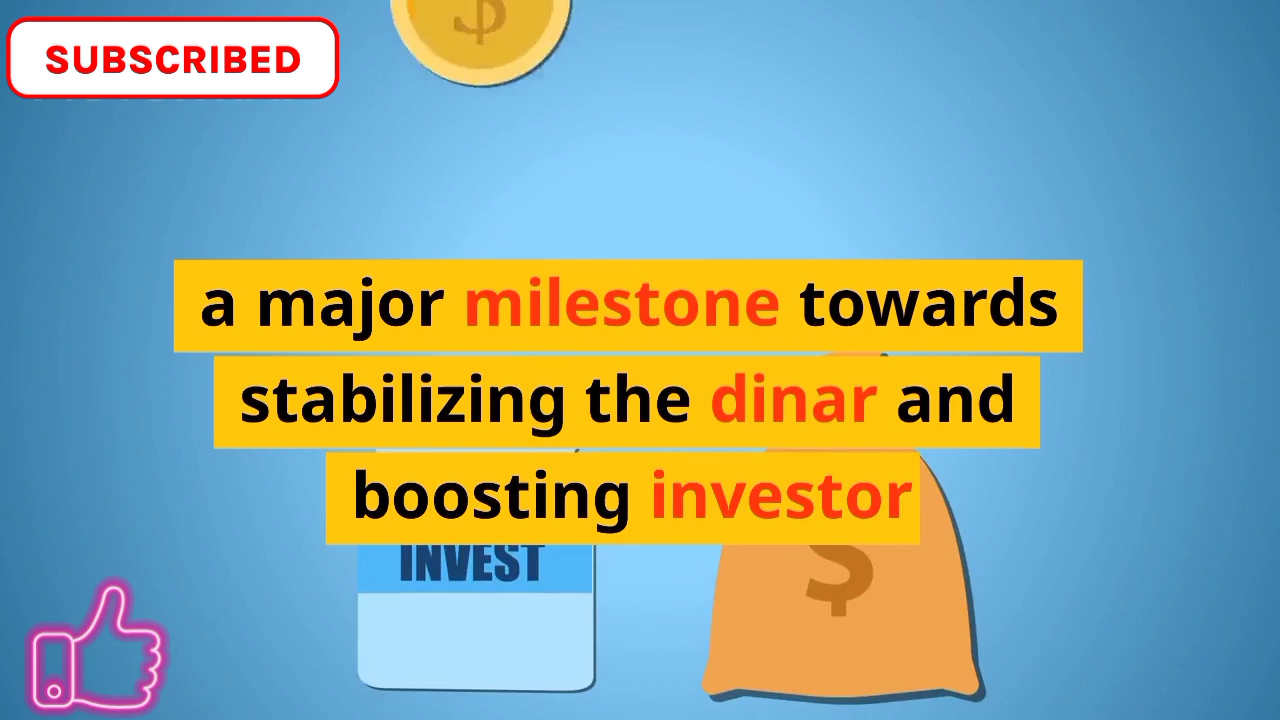 $
SUBSCRIBED
a major milestone towards
stabilizing the dinar and
boosting investor
INVEST
$